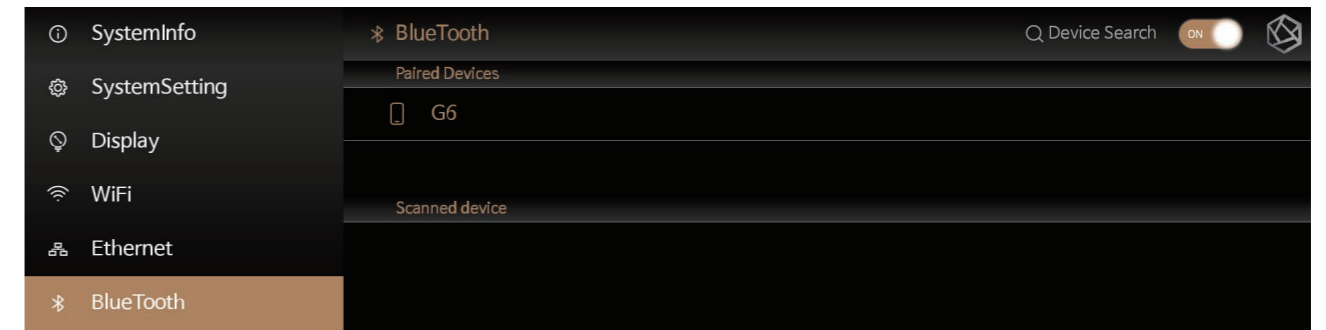 SystemInfo
SystemSetting
Display
WiFi
Ethernet
BlueTooth
BlueTooth
Device Search
ON
Paired Devices
G6
Scanned device